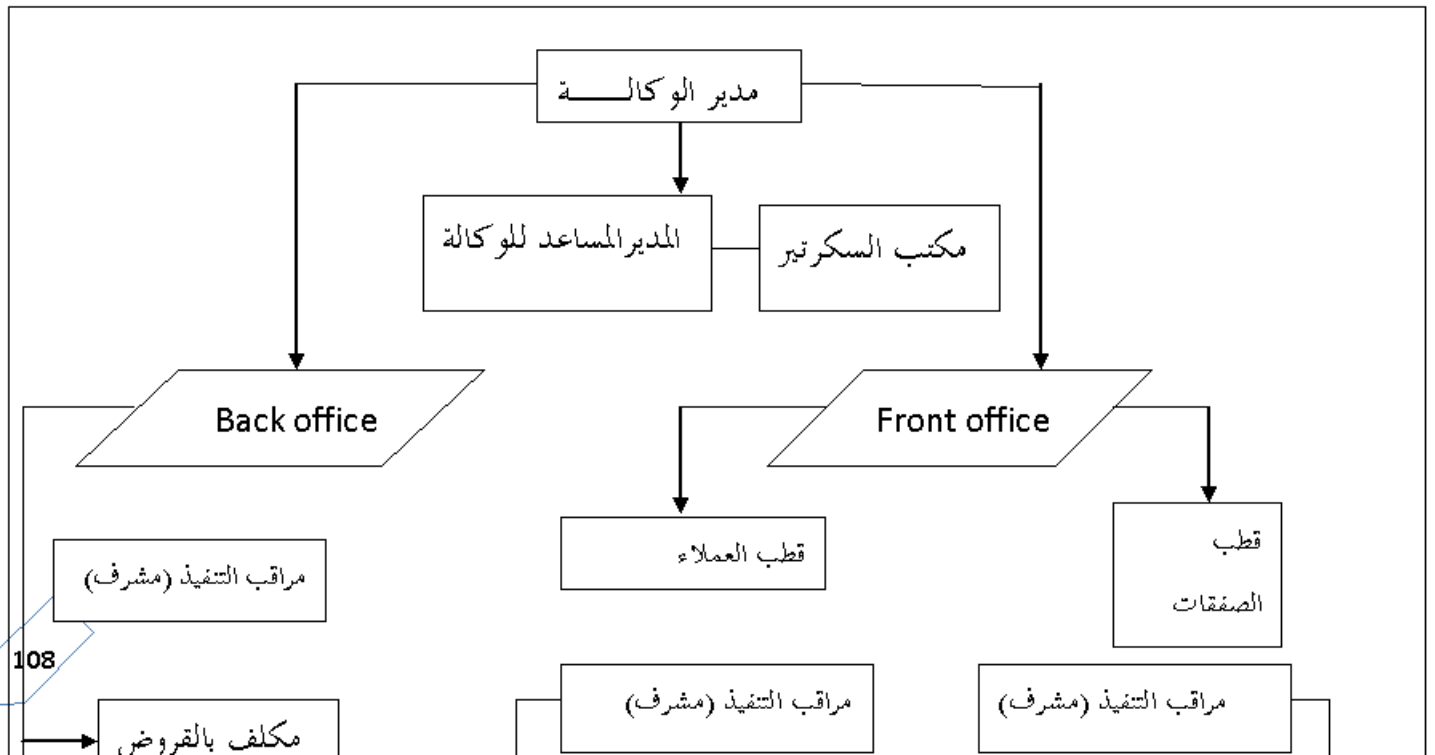 مدير الوكالـــــة
المديرالمساعد للوكالة
مكتب السكرتير
Back office
Front office
قطب العملاء
قطب
الصفقات
مراقب التنفيذ (مشرف)
108
مراقب التنفيذ (مشرف)
مراقب التنفيذ (مشرف)
مكلف بالقروض